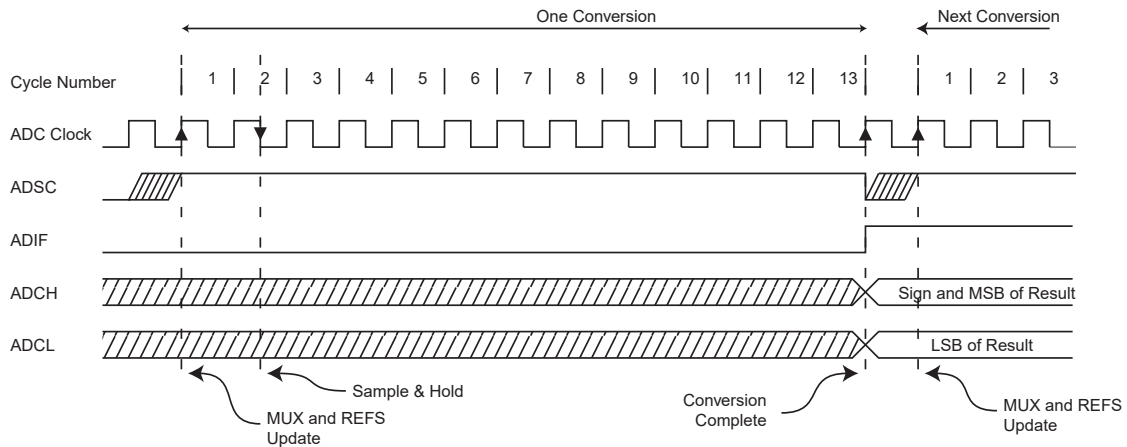 One Conversion
Next Conversion
Cycle Number
1 2 3 4 5 6 7 8 9 10 11 12 13 1 2 3
ADC Clock
ADSC
ADIF
ADCH
Sign and MSB of Result
ADCL
LSB of Result
MUX and REFS
Update
Sample & Hold
Conversion
Complete
MUX and REFS
Update